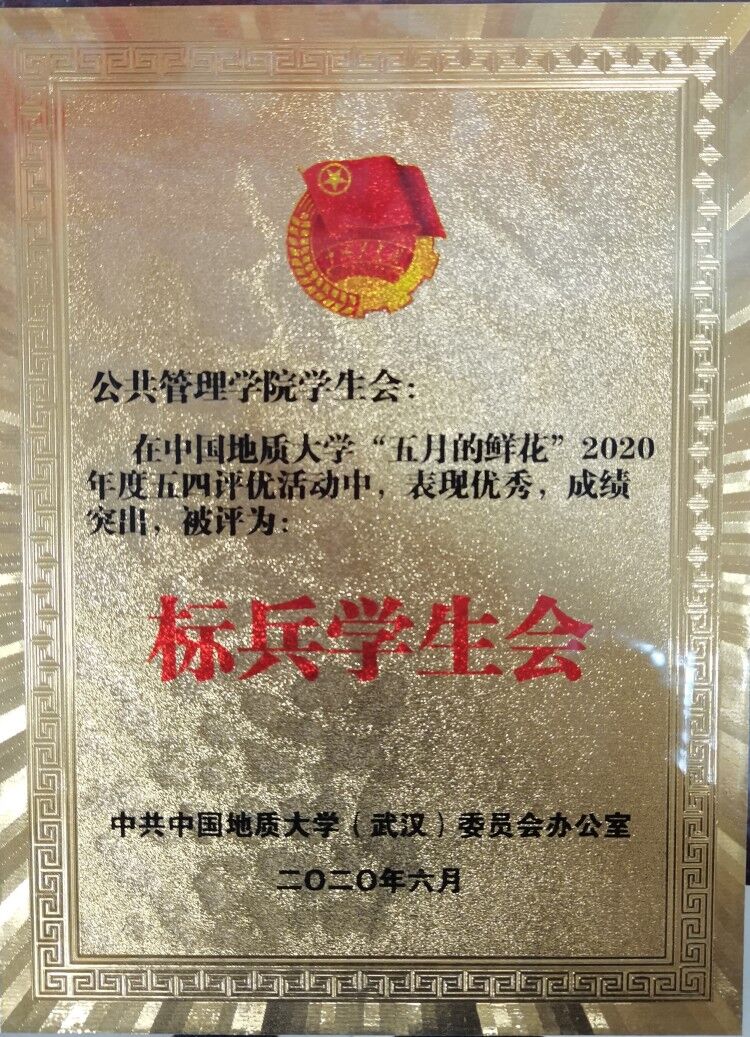 公共管理学院学生会：
在中国地质大学“五月的鲜花”2020
年度五四评优活动中，表现优秀，成绩
突出，被评为：
标兵学生会
中共中国地质大学（武汉）委员会办公室
二〇二〇年六月